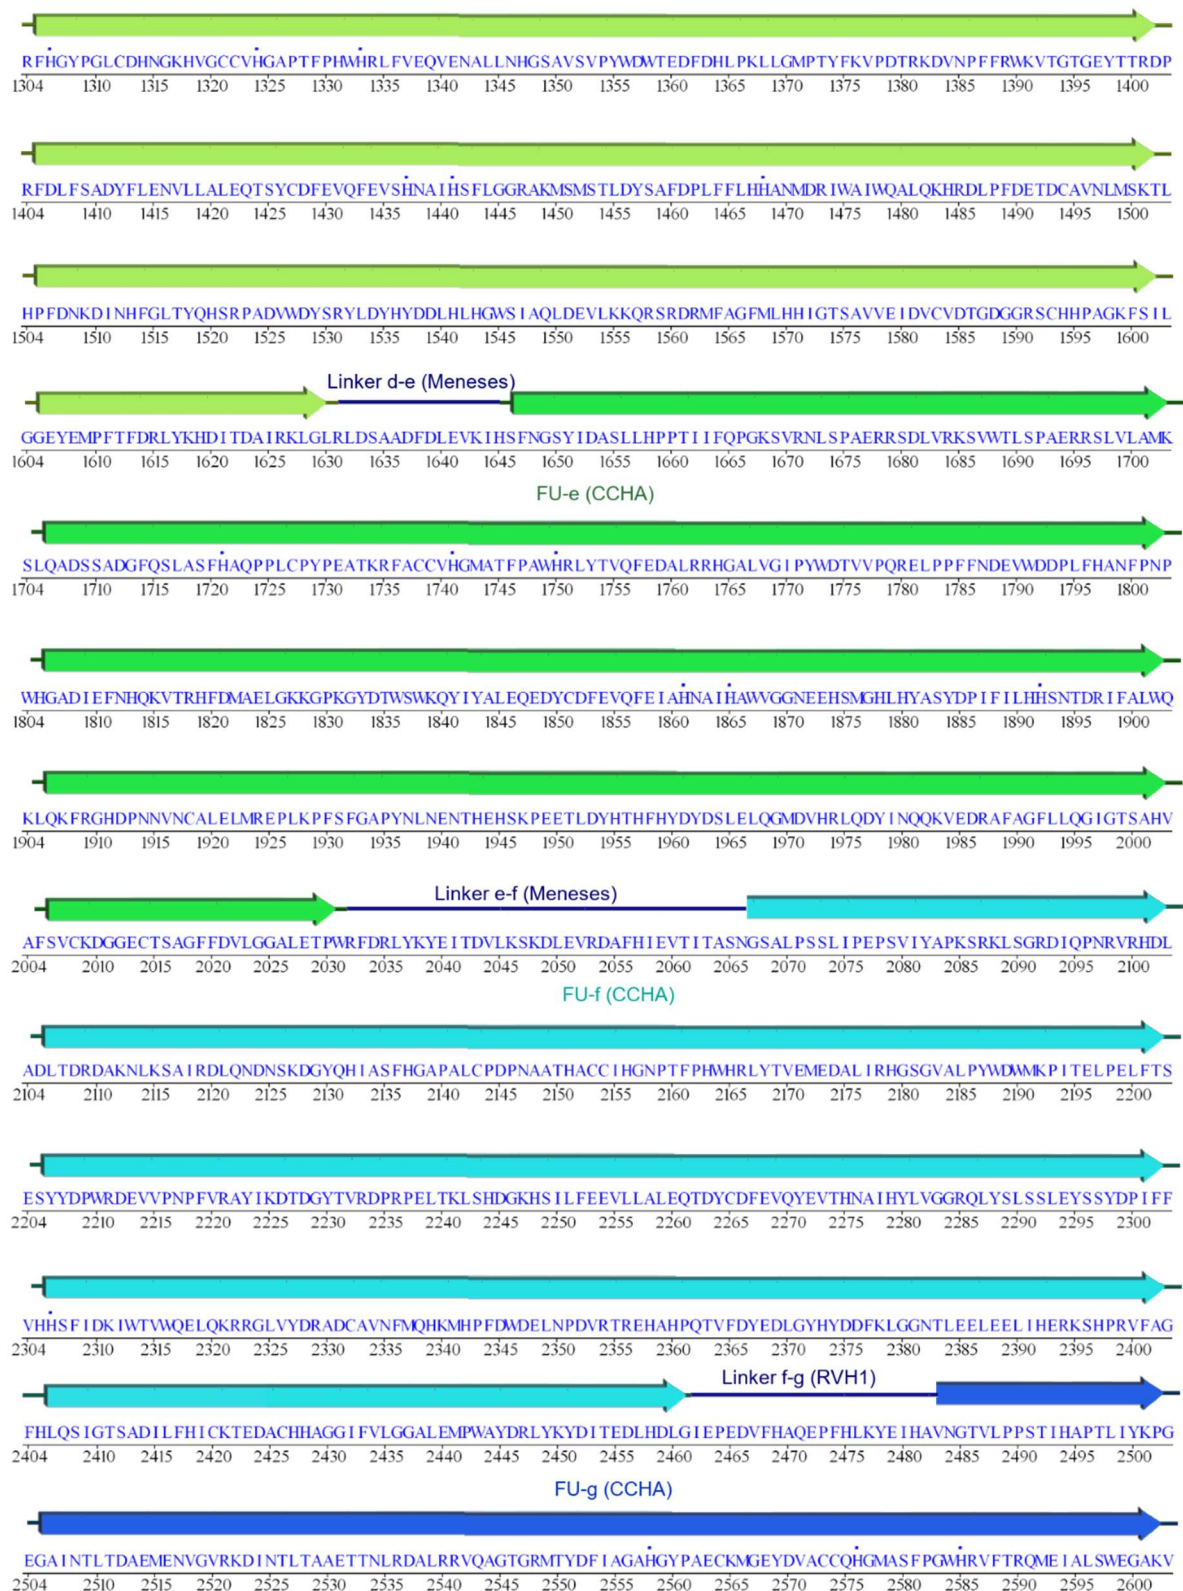 RFHGYPGLCDHNGKHVGCCVHGAPTFPHWHRLFVEQVENALLNHGSAVSVPYWDWTEDFDHLPKLLGMPTYFKVPDTRKDVNPFFRWKVTGTGEYTTRDP
1304 1310 1315 1320 1325 1330 1335 1340 1345 1350 1355 1360 1365 1370 1375 1380 1385 1390 1395 1400
RFDLFSADYFLENVLLALEQTSYCDFEVQFEVSHNAIHSFLGGRAKMSMSTLDYSAFDPLFFLHHANMDRIWAIWQALQKHRDLPFDETDCAVNLMSKTL
1404 1410 1415 1420 1425 1430 1435 1440 1445 1450 1455 1460 1465 1470 1475 1480 1485 1490 1495 1500
HPFDNKDINHFGLTYQHSRPADVWDYSRYLDYHYDDLHLHGWSIAQLDEVLKKQRSRDRMFAGFMLHHIGTSAVVEIDVCVDTGDGGRSCHHPAGKFSIL
1504 1510 1515 1520 1525 1530 1535 1540 1545 1550 1555 1560 1565 1570 1575 1580 1585 1590 1595 1600
Linker d-e (Meneses)
GGEYEMPFTFDRLYKHDITDAIRKLGLRLDSAADFDLEVKIHSFNGSYIDASLLHPPTIIFQPGKSVRNLSPAERRSDLVRKSVWTLSPAERRSLVLAMK
1604 1610 1615 1620 1625 1630 1635 1640 1645 1650 1655 1660 1665 1670 1675 1680 1685 1690 1695 1700
FU-e (CCHA)
SLQADSSADGFQSLASFHAQPPLCPYPEATKRFACCVHGMATFPAWHRLYTVQFEDALRRHGALVGIPYWDTVVPQRELPPFFNDEVWDDPLFHANFPNP
1704 1710 1715 1720 1725 1730 1735 1740 1745 1750 1755 1760 1765 1770 1775 1780 1785 1790 1795 1800
WHGADIEFNHQKVTRHFDMAELGKKGPKGYDTWSWKQYIYALEQEDYCDFEVQFEIAHNAIHAWVGGNEEHSMGHLHYASYDPIFILHHSNTDRIFALWQ
1804 1810 1815 1820 1825 1830 1835 1840 1845 1850 1855 1860 1865 1870 1875 1880 1885 1890 1895 1900
KLQKFRGHDPNNVNCALELMREPLKPFSFGAPYNLNENTHEHSKPEETLDYHTHFHYDYDSLELQGMDVHRLQDYINQQKVEDRAFAGFLLQGIGTSAHV
1904 1910 1915 1920 1925 1930 1935 1940 1945 1950 1955 1960 1965 1970 1975 1980 1985 1990 1995 2000
Linker e-f (Meneses)
AFSVCKDGGECTSAGFFDVLGGALETPWRFDRLYKYEITDVLKSKDLEVRDAFHIEVTITASNGSALPSSLIPEPSVIYAPKSRKLSGRDIQPNRVRHDL
2004 2010 2015 2020 2025 2030 2035 2040 2045 2050 2055 2060 2065 2070 2075 2080 2085 2090 2095 2100
FU-f (CCHA)
ADLTDRDAKNLKSAIRDLQNDNSKDGYQHIASFHGAPALCPDPNAATHACCIHGNPTFPHWHRLYTVEMEDALIRHGSGVALPYWDWMKPITELPELFTS
2104 2110 2115 2120 2125 2130 2135 2140 2145 2150 2155 2160 2165 2170 2175 2180 2185 2190 2195 2200
ESYYDPWRDEVVPNPFVRAYIKDTDGYTVRDPRPELTKLSHDGKHSILFEEVLLALEQTDYCDFEVQYEVTHNAIHYLVGGRQLYSLSSLEYSSYDPIFF
2204 2210 2215 2220 2225 2230 2235 2240 2245 2250 2255 2260 2265 2270 2275 2280 2285 2290 2295 2300
VHHSFIDKIWTVWQELQKRRGLVYDRADCAVNFMQHKMHPFDWDELNPDVRTREHAHPQTVFDYEDLGYHYDDFKLGGNTLEELEELIHERKSHPRVFAG
2304 2310 2315 2320 2325 2330 2335 2340 2345 2350 2355 2360 2365 2370 2375 2380 2385 2390 2395 2400
Linker f-g (RVH1)
FHLQSIGTSADILFHICKTEDACHHAGGIFVLGGALEMPWAYDRLYKYDITEDLHDLGIEPEDVFHAQEPFHLKYEIHAVNGTVLPPSTIHAPTLIYKPG
2404 2410 2415 2420 2425 2430 2435 2440 2445 2450 2455 2460 2465 2470 2475 2480 2485 2490 2495 2500
FU-g (CCHA)
EGAINTLTDAEMENVGVRKDINTLTAAETTNLRDALRRVQAGTGRMTYDFIAGAHGYPAECKMGEYDVACCQHGMASFPGWHRVFTRQMEIALSWEGAKV
2504 2510 2515 2520 2525 2530 2535 2540 2545 2550 2555 2560 2565 2570 2575 2580 2585 2590 2595 2500